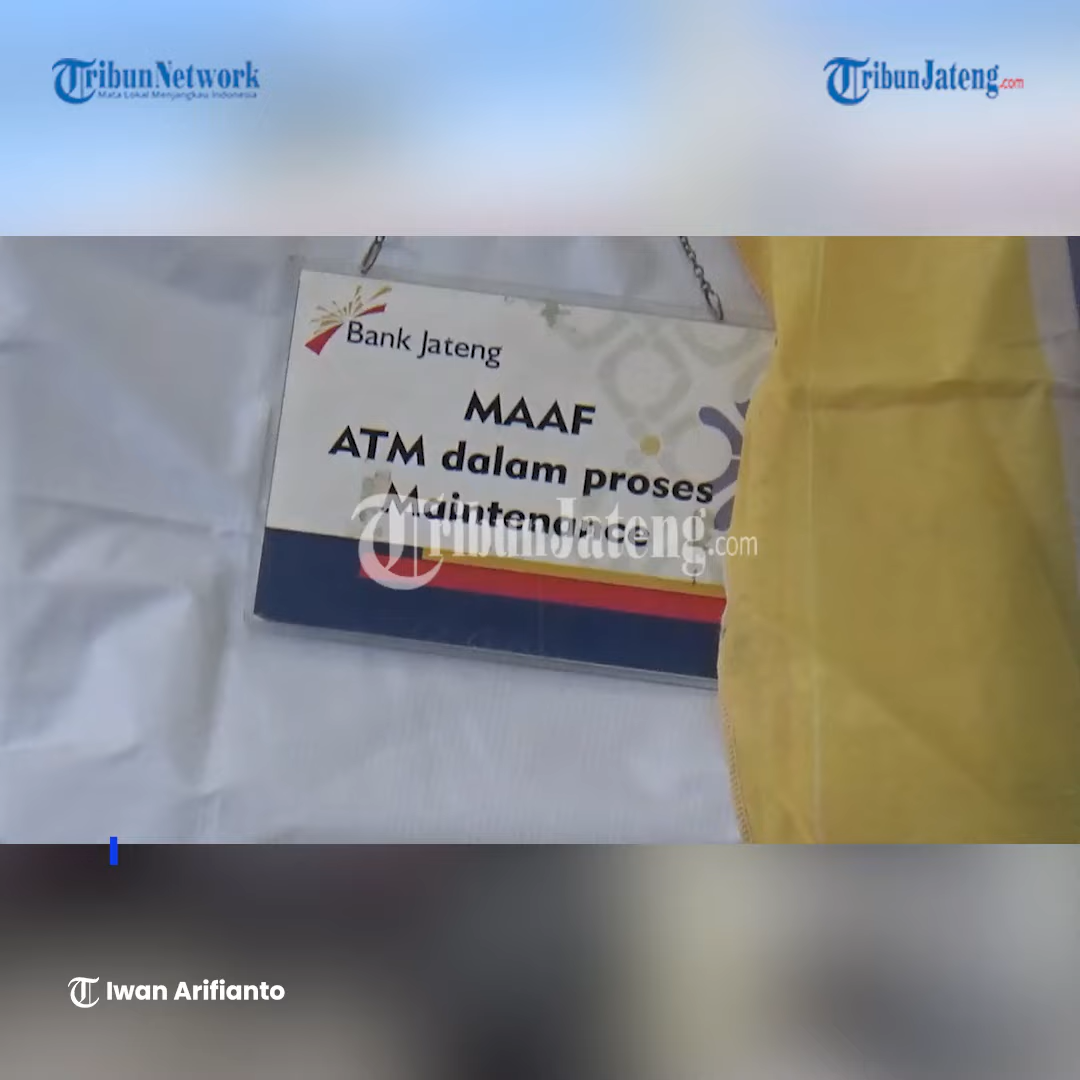 TribunNetwork
Mata Lokal Menjangkau Indonesia
TribunJateng.com
Bank Jateng
MAAF
ATM dalam proses
Maintenance
TribunJateng.com
Iwan Arifianto